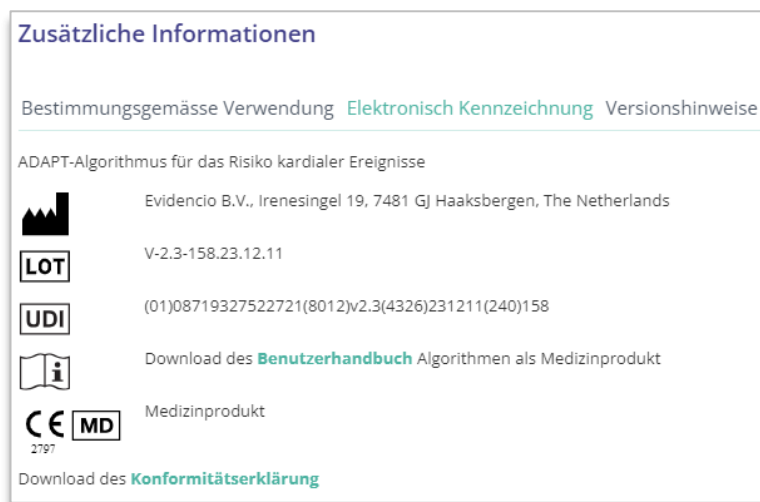 Zusätzliche Informationen
Bestimmungsgemässe Verwendung Elektronisch Kennzeichnung Versionshinweise
ADAPT-Algorithmus für das Risiko kardialer Ereignisse
Evidencio B.V., Irenesingel 19, 7481 GJ Haaksbergen, The Netherlands
LOT V-2.3-158.23.12.11
UDI (01)08719327522721(8012)v2.3(4326)231211(240)158
i Download des Benutzerhandbuch Algorithmen als Medizinprodukt
CE MD Medizinprodukt
2797
Download des Konformitätserklärung